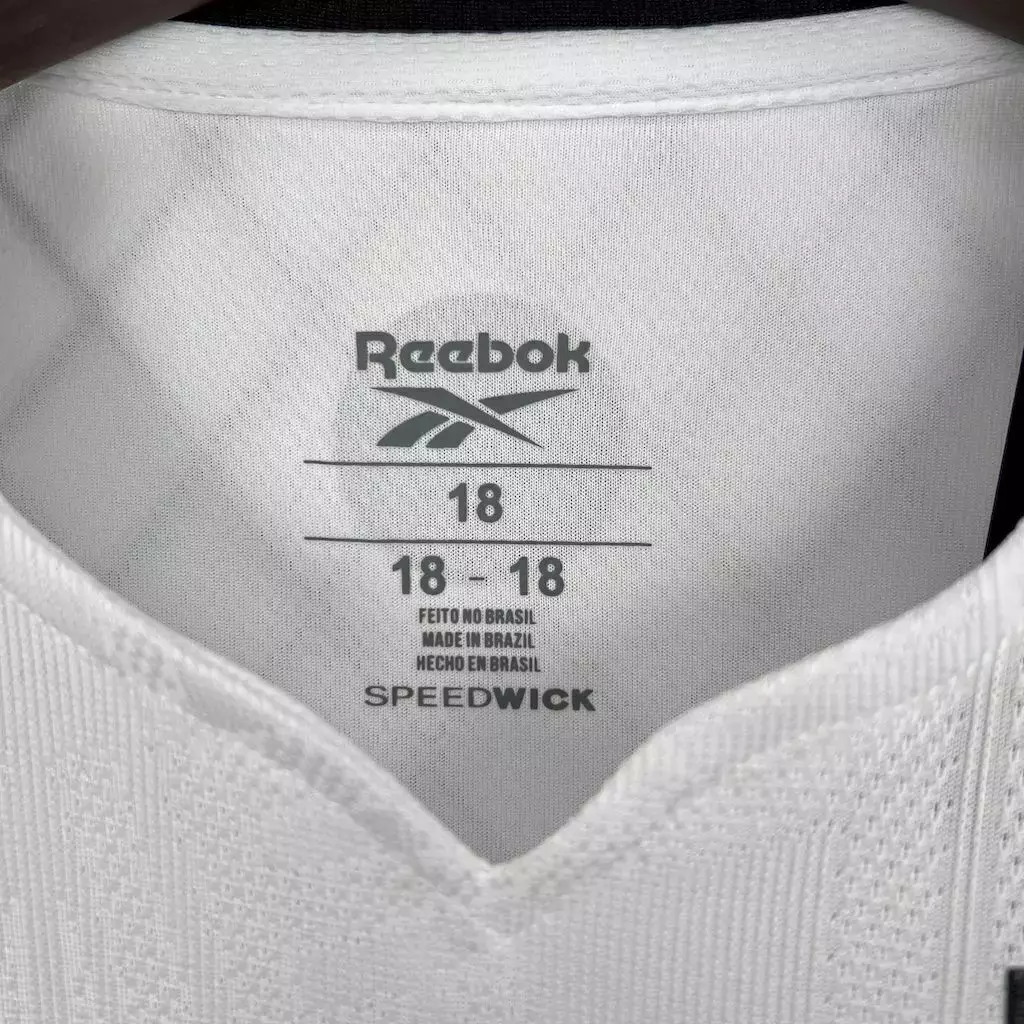 Reebok
18
18 - 18
FEITO NO BRASIL
MADE IN BRAZIL
HECHO EN BRASIL
SPEEDWICK